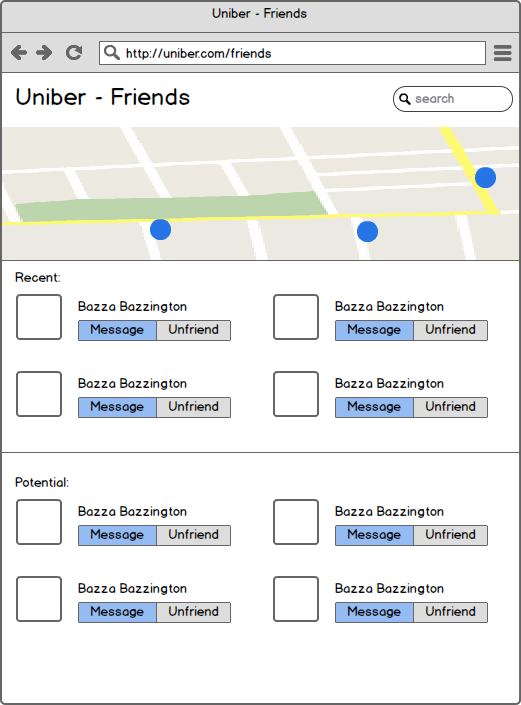 Uniber - Friends
http://uniber.com/friends
Uniber - Friends
search
Recent:
Bazza Bazzington
Message Unfriend
Bazza Bazzington
Message Unfriend
Bazza Bazzington
Message Unfriend
Bazza Bazzington
Message Unfriend
Potential:
Bazza Bazzington
Message Unfriend
Bazza Bazzington
Message Unfriend
Bazza Bazzington
Message Unfriend
Bazza Bazzington
Message Unfriend